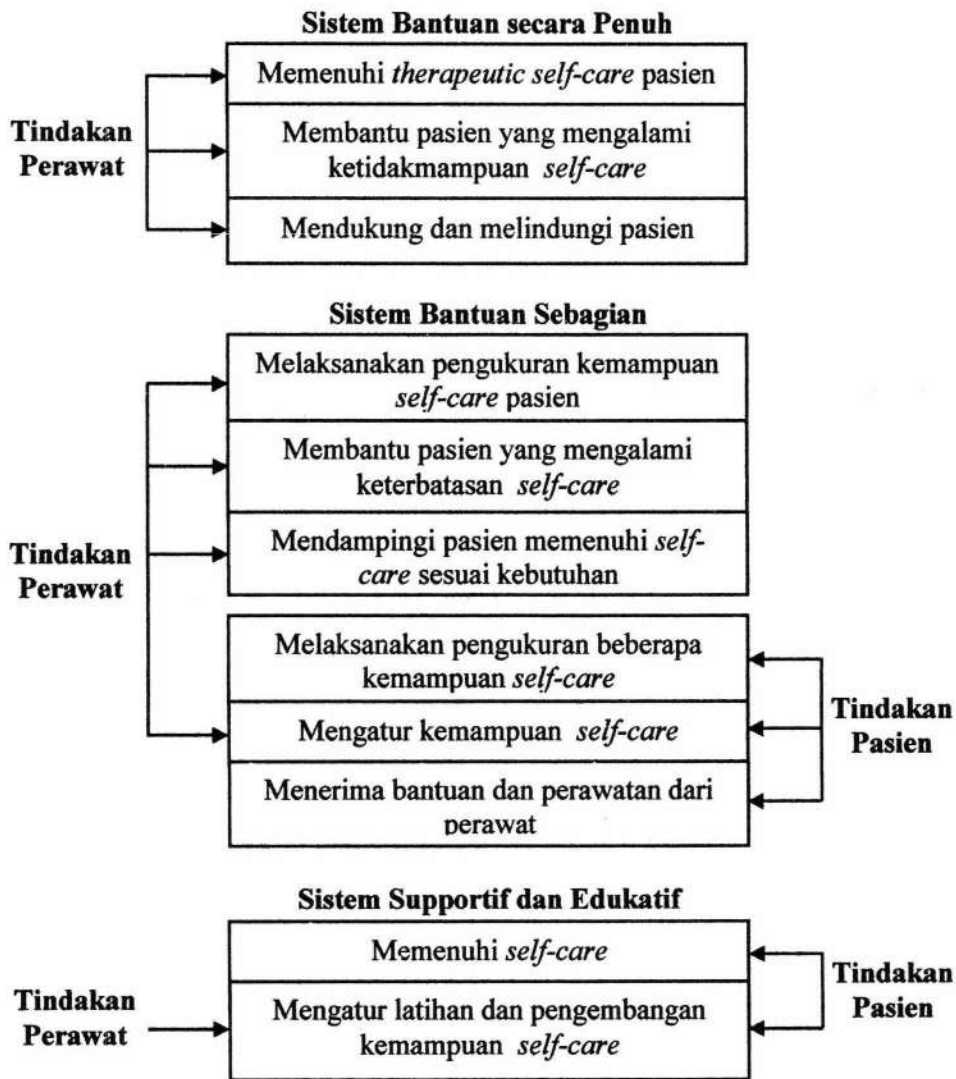 Sistem Bantuan secara Penuh
Memenuhi therapeutic self-care pasien
Tindakan
Perawat
Membantu pasien yang mengalami
ketidakmampuan self-care
Mendukung dan melindungi pasien
Sistem Bantuan Sebagian
Melaksanakan pengukuran kemampuan
self-care pasien
Membantu pasien yang mengalami
keterbatasan self-care
Tindakan
Perawat
Mendampingi pasien memenuhi self-
care sesuai kebutuhan
Melaksanakan pengukuran beberapa
kemampuan self-care
Mengatur kemampuan self-care
Tindakan
Pasien
Menerima bantuan dan perawatan dari
perawat
Sistem Supportif dan Edukatif
Memenuhi self-care
Tindakan
Pasien
Tindakan
Perawat
Mengatur latihan dan pengembangan
kemampuan self-care